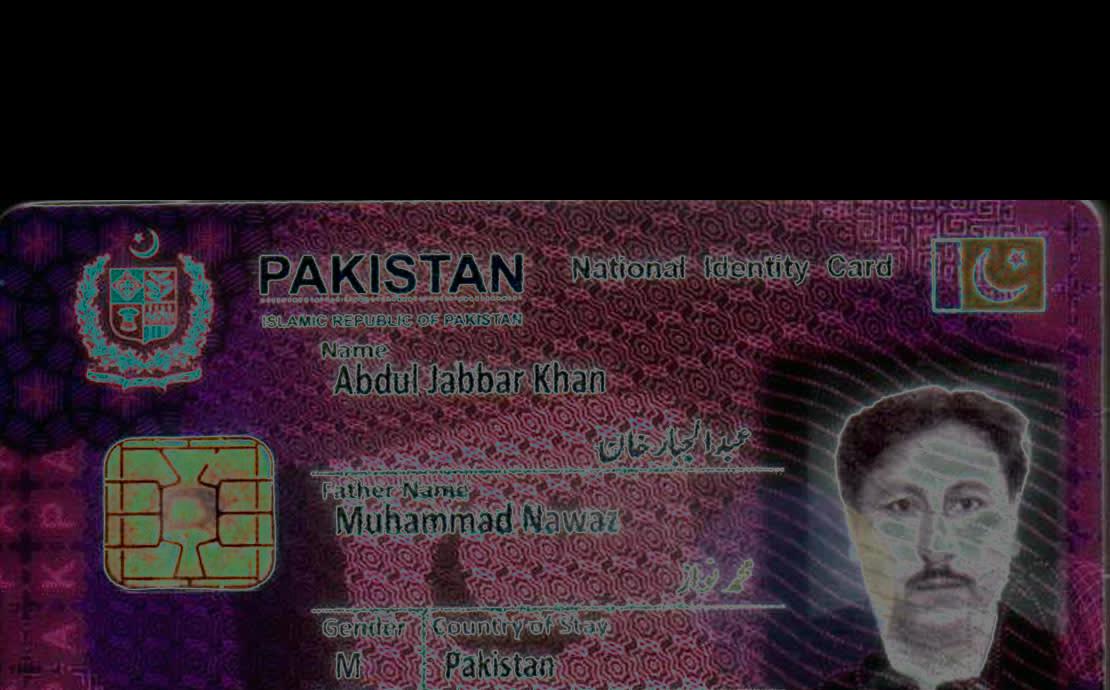 PAKISTAN National Identity Card
ISLAMIC REPUBLIC OF PAKISTAN
Name
Abdul Jabbar Khan
عبدالجبار خان
Father Name
Muhammad Nawaz
محمد نواز
Gender Country of Stay
M Pakistan